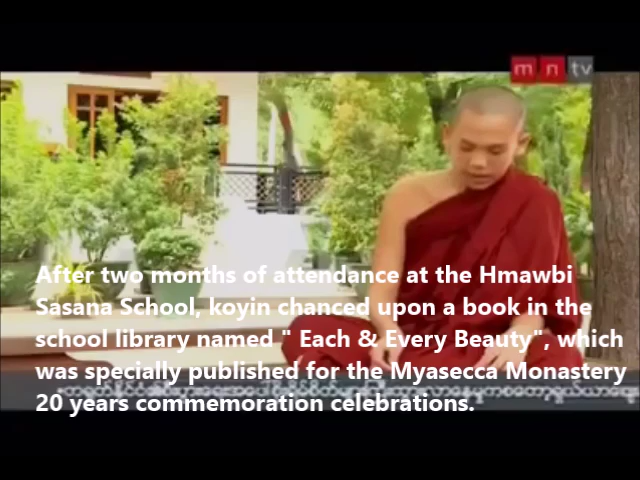 mntv
After two months of attendance at the Hmawbi
Sasana School, koyin chanced upon a book in the
school library named " Each & Every Beauty", which
was specially published for the Myasecca Monastery
20 years commemoration celebrations.